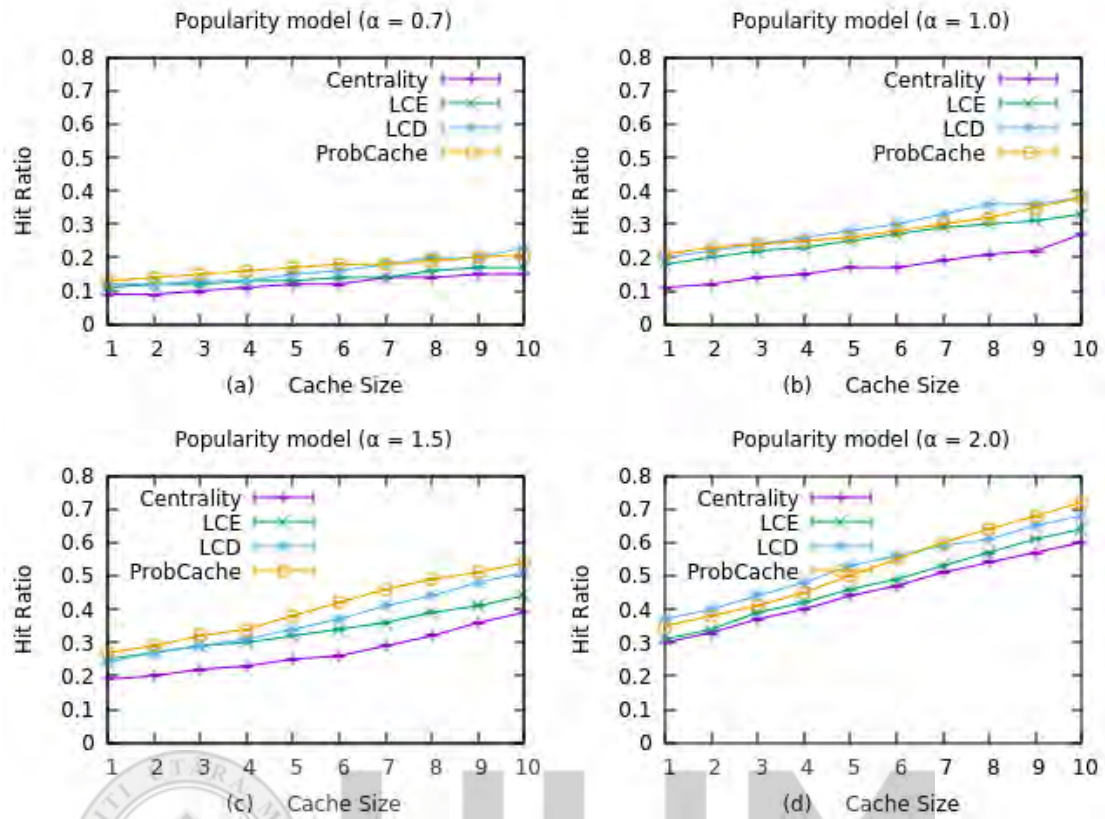 Popularity model (α = 0.7)
0.8
0.7
0.6
0.5
0.4
0.3
0.2
0.1
0
Hit Ratio
Centrality
LCE
LCD
ProbCache
1 2 3 4 5 6 7 8 9 10
(a) Cache Size
Popularity model (α = 1.0)
0.8
0.7
0.6
0.5
0.4
0.3
0.2
0.1
0
Hit Ratio
Centrality
LCE
LCD
ProbCache
1 2 3 4 5 6 7 8 9 10
(b) Cache Size
Popularity model (α = 1.5)
0.8
0.7
0.6
0.5
0.4
0.3
0.2
0.1
0
Hit Ratio
Centrality
LCE
LCD
ProbCache
1 2 3 4 5 6 7 8 9 10
(c) Cache Size
Popularity model (α = 2.0)
0.8
0.7
0.6
0.5
0.4
0.3
0.2
0.1
0
Hit Ratio
Centrality
LCE
LCD
ProbCache
1 2 3 4 5 6 7 8 9 10
(d) Cache Size